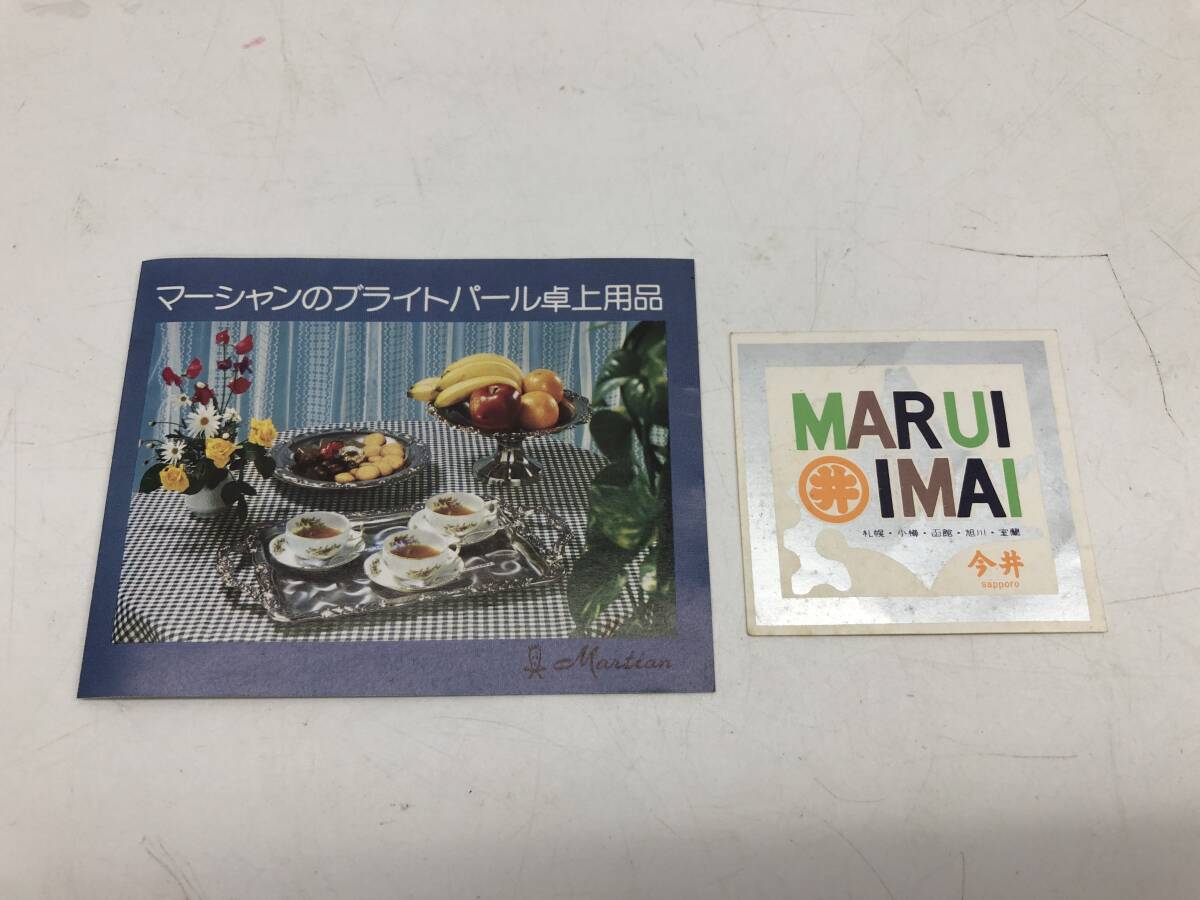 マーシャンのブライトパール卓上用品
Martian
MARUI
井 IMAI
札幌・小樽・函館・旭川・室蘭
今井
sapporo